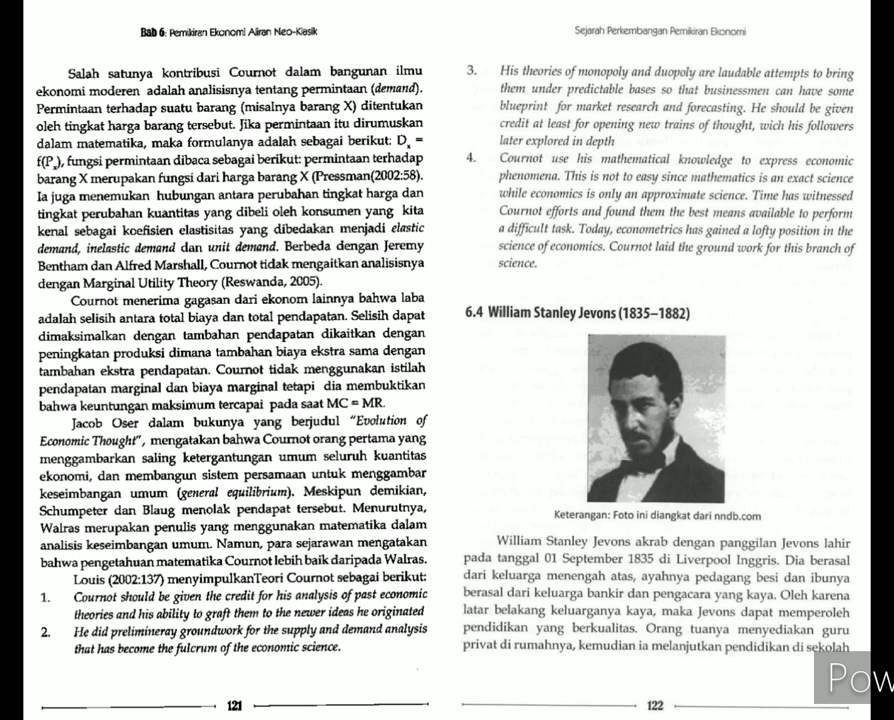 Bab 6: Pemikiran Ekonomi Aliran Neo-Klasik
Salah satunya kontribusi Cournot dalam bangunan ilmu
ekonomi moderen adalah analisisnya tentang permintaan (demand).
Permintaan terhadap suatu barang (misalnya barang X) ditentukan
oleh tingkat harga barang tersebut. Jika permintaan itu dirumuskan
dalam matematika, maka formulanya adalah sebagai berikut: Dx =
f(Px), fungsi permintaan dibaca sebagai berikut: permintaan terhadap
barang X merupakan fungsi dari harga barang X (Pressman(2002:58).
Ia juga menemukan hubungan antara perubahan tingkat harga dan
tingkat perubahan kuantitas yang dibeli oleh konsumen yang kita
kenal sebagai koefisien elastisitas yang dibedakan menjadi elastic
demand, inelastic demand dan unit demand. Berbeda dengan Jeremy
Bentham dan Alfred Marshall, Cournot tidak mengaitkan analisisnya
dengan Marginal Utility Theory (Reswanda, 2005).
Cournot menerima gagasan dari ekonom lainnya bahwa laba
adalah selisih antara total biaya dan total pendapatan. Selisih dapat
dimaksimalkan dengan tambahan pendapatan dikaitkan dengan
peningkatan produksi dimana tambahan biaya ekstra sama dengan
tambahan ekstra pendapatan. Cournot tidak menggunakan istilah
pendapatan marginal dan biaya marginal tetapi dia membuktikan
bahwa keuntungan maksimum tercapai pada saat MC = MR.
Jacob Oser dalam bukunya yang berjudul "Evolution of
Economic Thought", mengatakan bahwa Cournot orang pertama yang
menggambarkan saling ketergantungan umum seluruh kuantitas
ekonomi, dan membangun sistem persamaan untuk menggambar
keseimbangan umum (general equilibrium). Meskipun demikian,
Schumpeter dan Blaug menolak pendapat tersebut. Menurutnya,
Walras merupakan penulis yang menggunakan matematika dalam
analisis keseimbangan umum. Namun, para sejarawan mengatakan
bahwa pengetahuan matematika Cournot lebih baik daripada Walras.
Louis (2002:137) menyimpulkanTeori Cournot sebagai berikut:
1. Cournot should be given the credit for his analysis of past economic
theories and his ability to graft them to the newer ideas he originated
2. He did prelimineray groundwork for the supply and demand analysis
that has become the fulcrum of the economic science.
121
Sejarah Perkembangan Pemikiran Ekonomi
3. His theories of monopoly and duopoly are laudable attempts to bring
them under predictable bases so that businessmen can have some
blueprint for market research and forecasting. He should be given
credit at least for opening new trains of thought, wich his followers
later explored in depth
4. Cournot use his mathematical knowledge to express economic
phenomena. This is not to easy since mathematics is an exact science
while economics is only an approximate science. Time has witnessed
Cournot efforts and found them the best means available to perform
a difficult task. Today, econometrics has gained a lofty position in the
science of economics. Cournot laid the ground work for this branch of
science.
6.4 William Stanley Jevons (1835–1882)
Keterangan: Foto ini diangkat dari nndb.com
William Stanley Jevons akrab dengan panggilan Jevons lahir
pada tanggal 01 September 1835 di Liverpool Inggris. Dia berasal
dari keluarga menengah atas, ayahnya pedagang besi dan ibunya
berasal dari keluarga bankir dan pengacara yang kaya. Oleh karena
latar belakang keluarganya kaya, maka Jevons dapat memperoleh
pendidikan yang berkualitas. Orang tuanya menyediakan guru
privat di rumahnya, kemudian ia melanjutkan pendidikan di sekolah
122
Pow